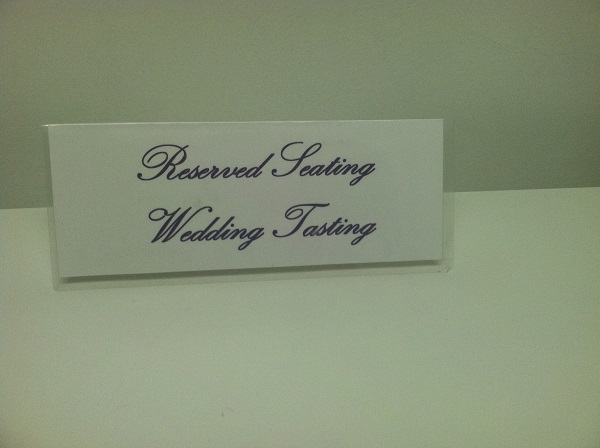 Reserved Seating
Wedding Tasting